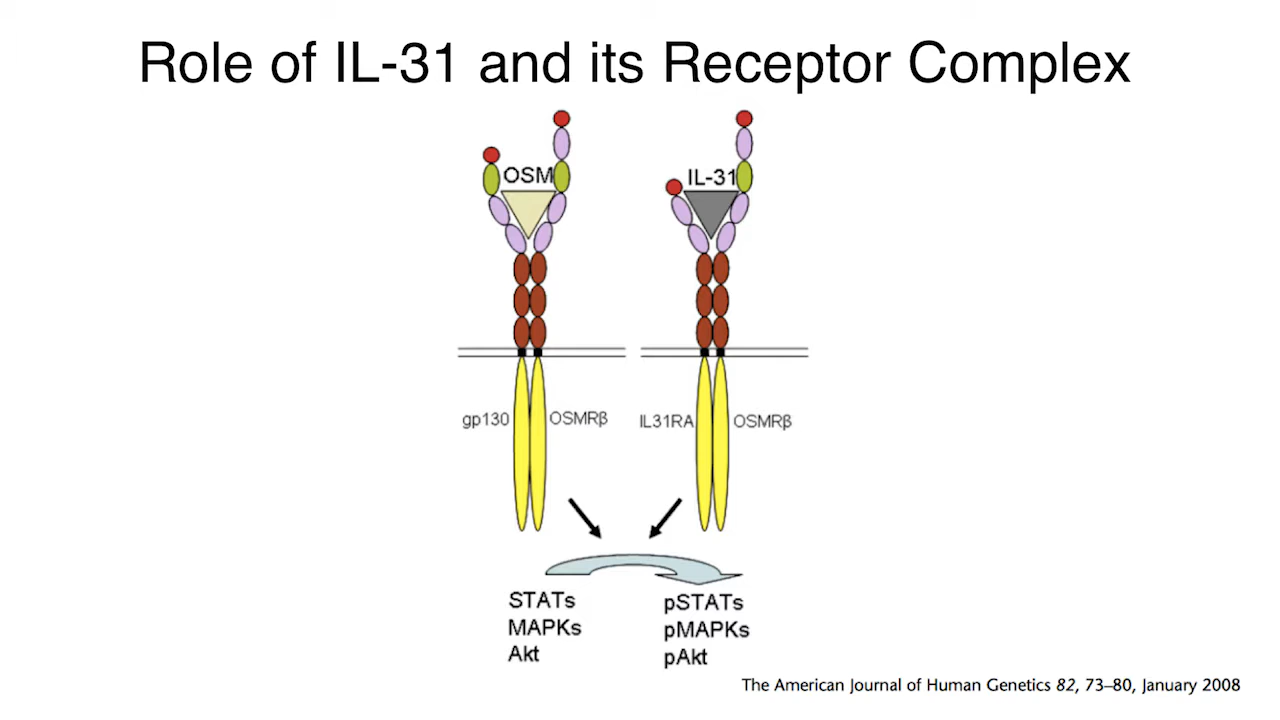 Role of IL-31 and its Receptor Complex
OSM
IL-31
gp130
OSMRβ
IL31RA
OSMRβ
STATs
MAPKs
Akt
pSTATs
pMAPKs
pAkt
The American Journal of Human Genetics 82, 73–80, January 2008